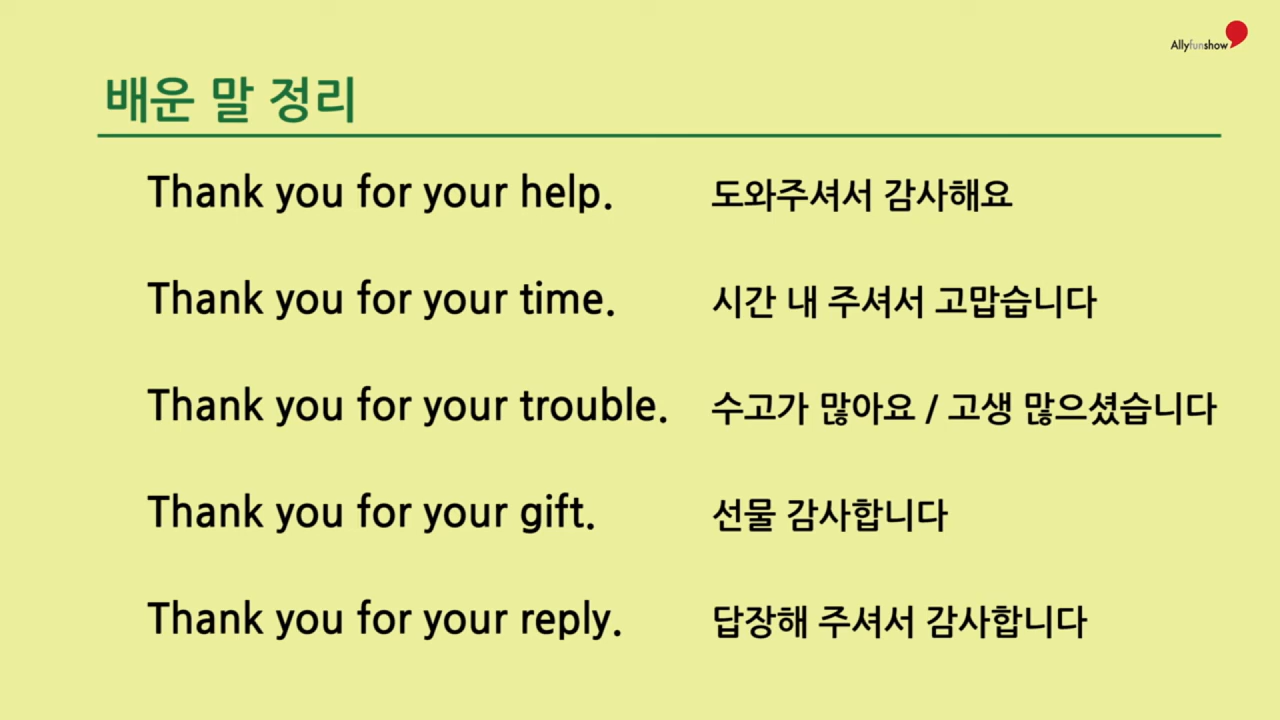 Allyfunshow
배운 말 정리
Thank you for your help. 도와주셔서 감사해요
Thank you for your time. 시간 내 주셔서 고맙습니다
Thank you for your trouble. 수고가 많아요 / 고생 많으셨습니다
Thank you for your gift. 선물 감사합니다
Thank you for your reply. 답장해 주셔서 감사합니다